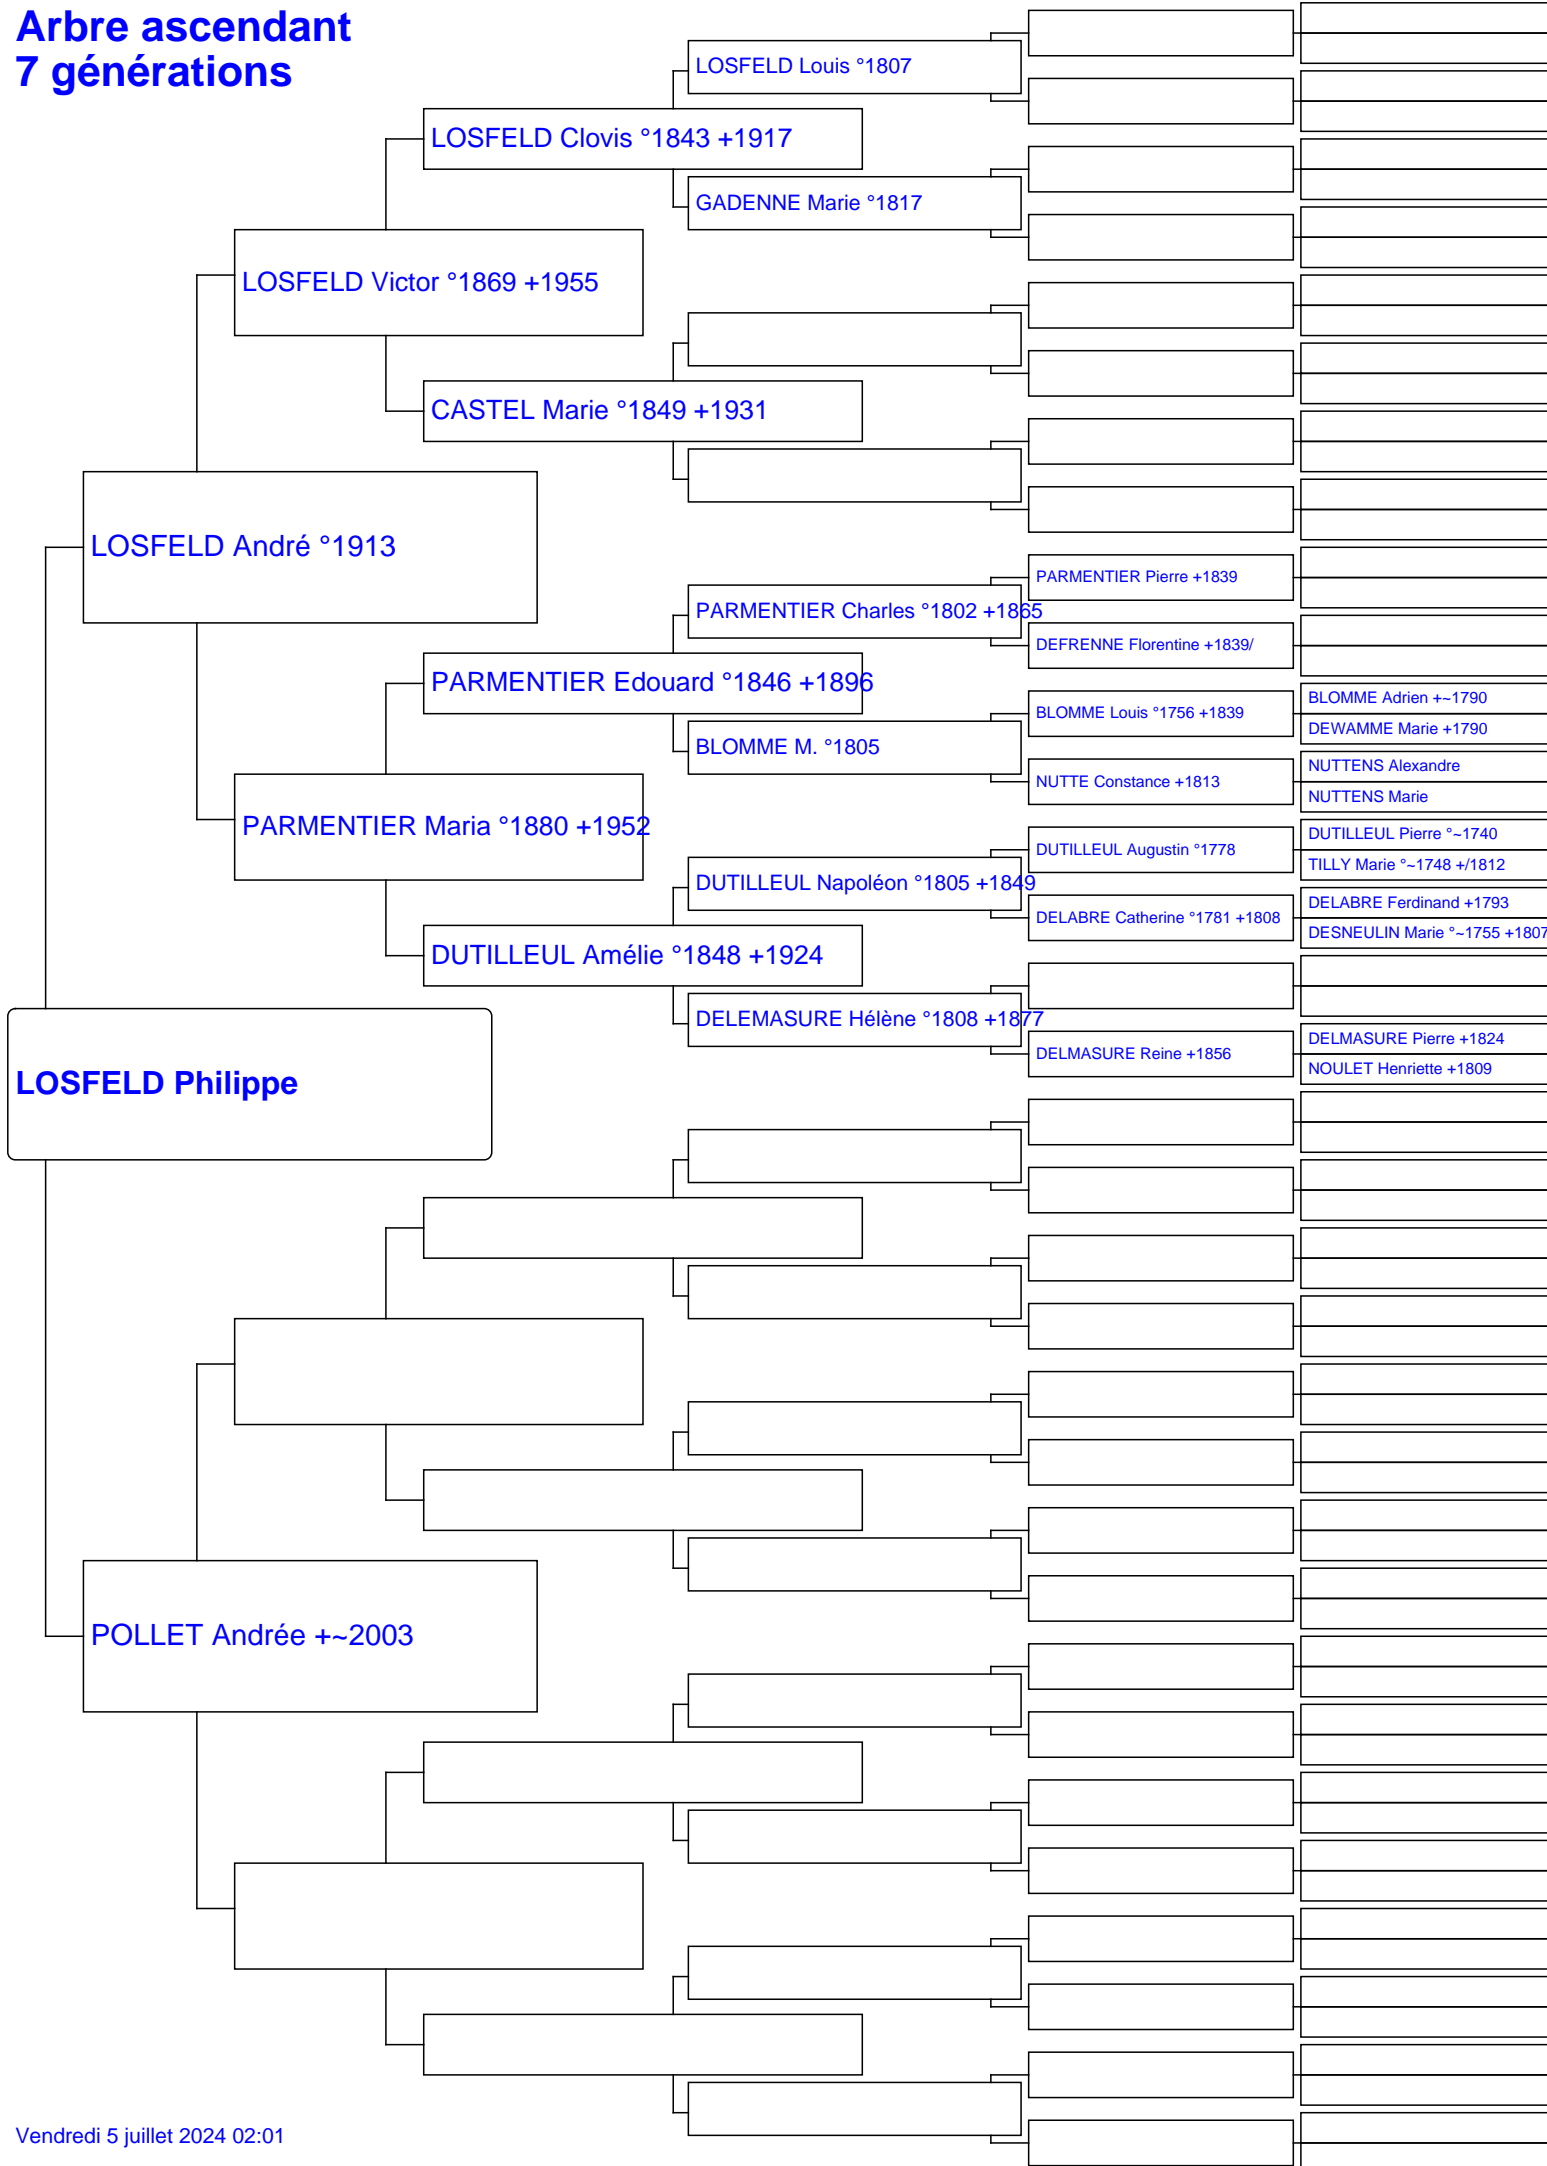 Arbre ascendant
7 générations
LOSFELD Louis °1807
LOSFELD Clovis °1843 +1917
GADENNE Marie °1817
LOSFELD Victor °1869 +1955
CASTEL Marie °1849 +1931
LOSFELD André °1913
PARMENTIER Pierre +1839
PARMENTIER Charles °1802 +1865
DEFRENNE Florentine +1839/
PARMENTIER Edouard °1846 +1896
BLOMME Adrien +~1790
BLOMME Louis °1756 +1839
DEWAMME Marie +1790
BLOMME M. °1805
NUTTENS Alexandre
NUTTE Constance +1813
NUTTENS Marie
PARMENTIER Maria °1880 +1952
DUTILLEUL Pierre °~1740
DUTILLEUL Augustin °1778
TILLY Marie °~1748 +/1812
DUTILLEUL Napoléon °1805 +1849
DELABRE Ferdinand +1793
DELABRE Catherine °1781 +1808
DESNEULIN Marie °~1755 +1807
DUTILLEUL Amélie °1848 +1924
DELEMASURE Hélène °1808 +1877
DELMASURE Pierre +1824
DELMASURE Reine +1856
NOULET Henriette +1809
LOSFELD Philippe
POLLET Andrée +~2003
Vendredi 5 juillet 2024 02:01